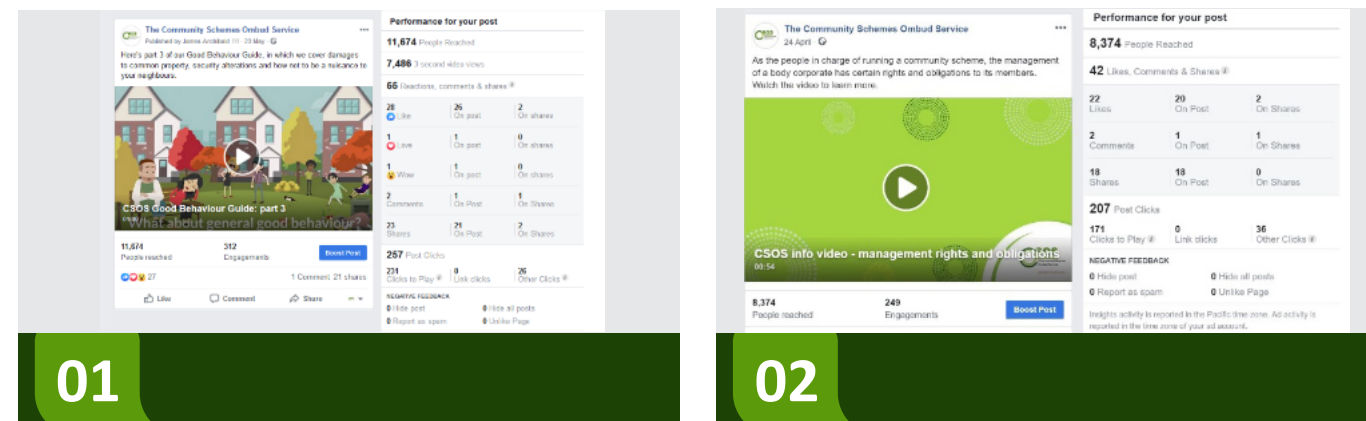 The Community Schemes Ombud Service
Published by James Archibald · 23 May
Here's part 3 of our Good Behaviour Guide, in which we cover damages
to common property, security alterations and how not to be a nuisance to
your neighbours.
CSOS Good Behaviour Guide: part 3
What about general good behaviour?
11,674 312
People reached Engagements
Boost Post
27 1 Comment 21 shares
Like Comment Share
Performance for your post
11,674 People Reached
7,486 3 second video views
66 Reactions, comments & shares
28 26 2
Like On post On shares
1 1 0
Love On post On shares
1 1 0
Wow On post On shares
2 1 1
Comments On Post On Shares
23 21 2
Shares On Post On Shares
257 Post Clicks
231 0 26
Clicks to Play Link clicks Other Clicks
NEGATIVE FEEDBACK
0 Hide post 0 Hide all posts
0 Report as spam 0 Unlike Page
01
The Community Schemes Ombud Service
24 April
As the people in charge of running a community scheme, the management
of a body corporate has certain rights and obligations to its members.
Watch the video to learn more.
CSOS info video - management rights and obligations
00:54
8,374 249
People reached Engagements
Boost Post
Performance for your post
8,374 People Reached
42 Likes, Comments & Shares
22 20 2
Likes On Post On Shares
2 1 1
Comments On Post On Shares
18 18 0
Shares On Post On Shares
207 Post Clicks
171 0 36
Clicks to Play Link clicks Other Clicks
NEGATIVE FEEDBACK
0 Hide post 0 Hide all posts
0 Report as spam 0 Unlike Page
Insights activity is reported in the Pacific time zone. Ad activity is
reported in the time zone of your ad account.
02